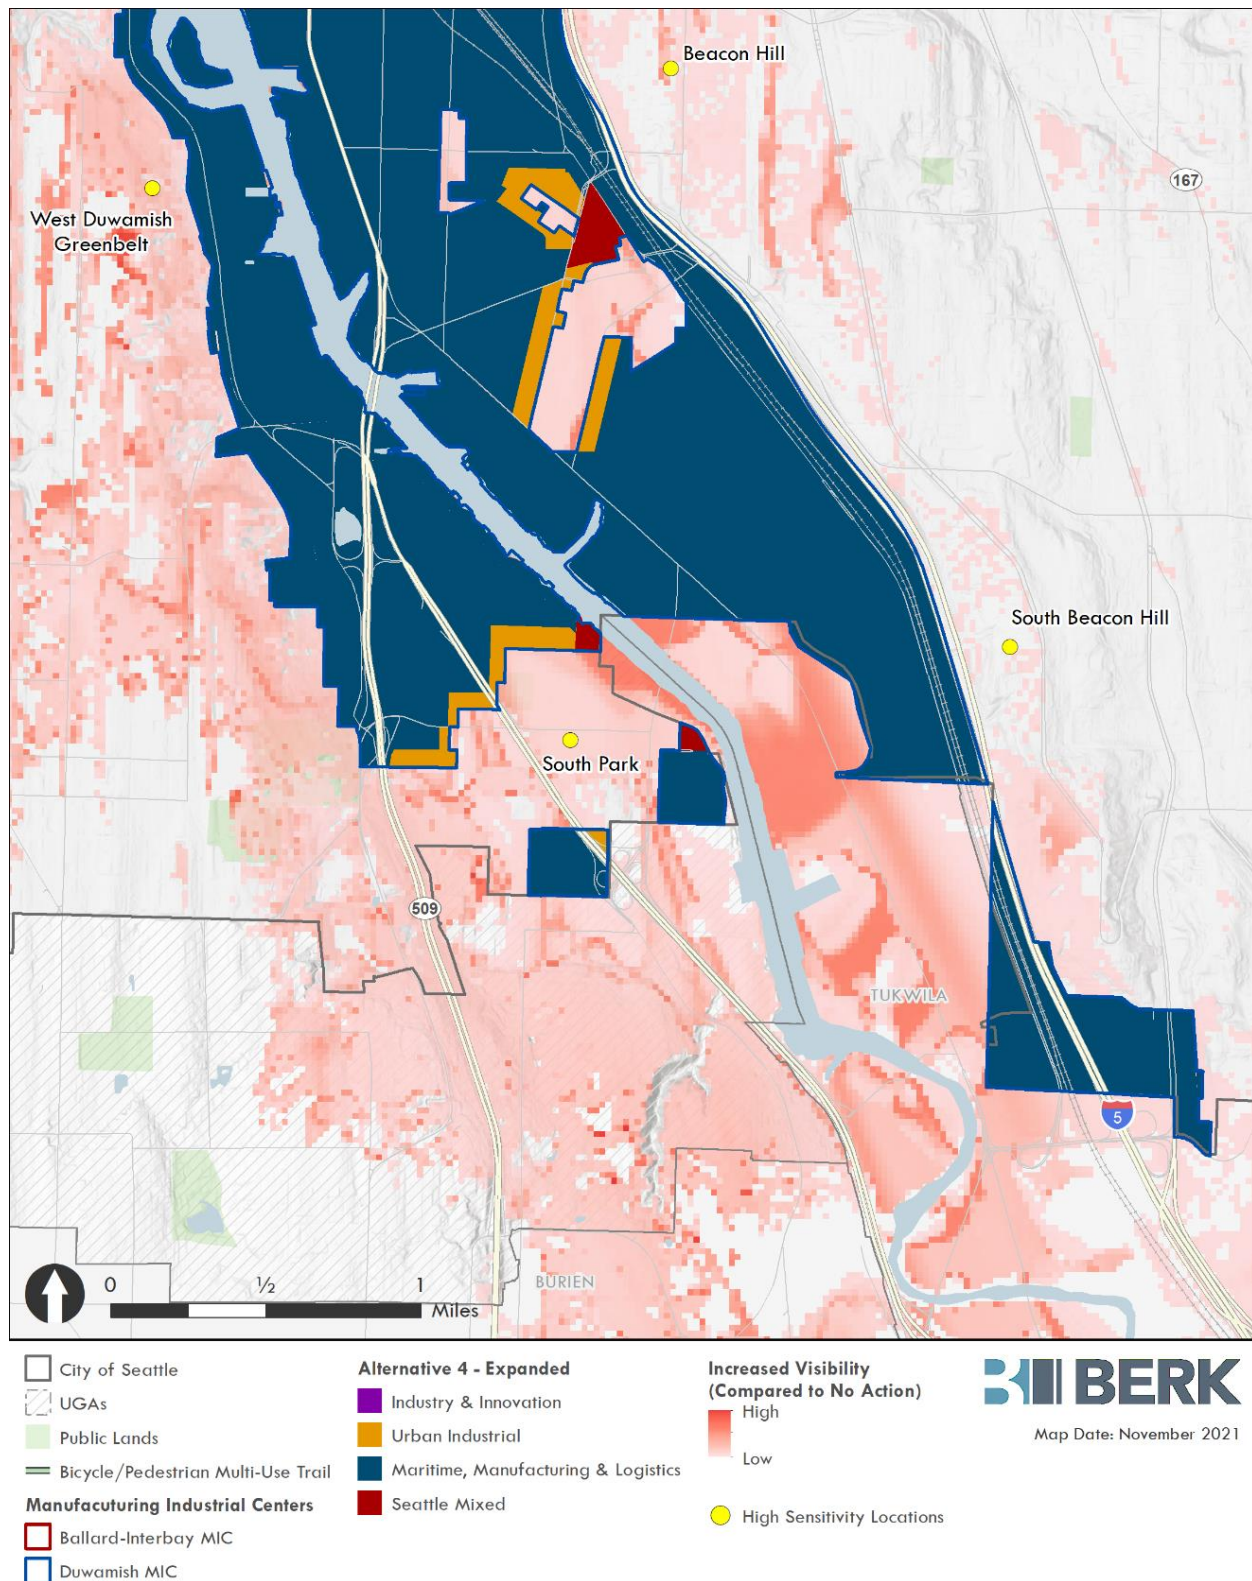 Beacon Hill
167
West Duwamish
Greenbelt
South Beacon Hill
South Park
509
TUKWILA
5
BURIEN
0 ½ 1
Miles
City of Seattle
UGAs
Public Lands
Bicycle/Pedestrian Multi-Use Trail
Manufacuturing Industrial Centers
Ballard-Interbay MIC
Duwamish MIC
Alternative 4 - Expanded
Industry & Innovation
Urban Industrial
Maritime, Manufacturing & Logistics
Seattle Mixed
Increased Visibility
(Compared to No Action)
High
Low
High Sensitivity Locations
BERK
Map Date: November 2021